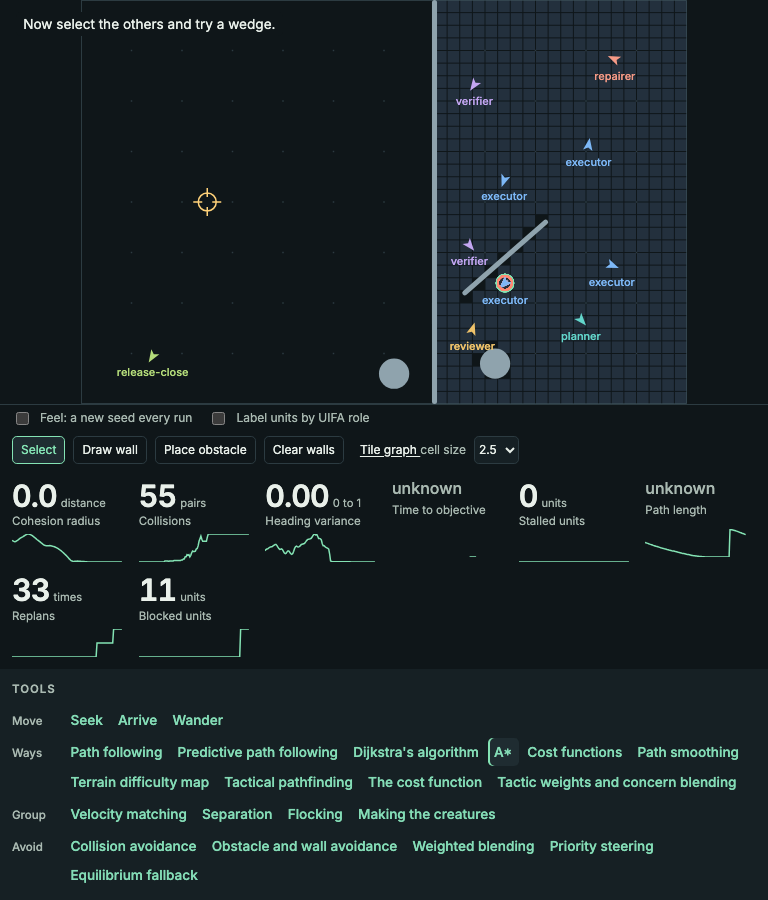 Now select the others and try a wedge.
repairer
verifier
executor
executor
verifier
executor
executor
planner
reviewer
release-close
Feel: a new seed every run Label units by UIFA role
Select Draw wall Place obstacle Clear walls Tile graph cell size 2.5
0.0 distance 55 pairs 0.00 0 to 1 unknown 0 units unknown
Cohesion radius Collisions Heading variance Time to objective Stalled units Path length
33 times 11 units
Replans Blocked units
TOOLS
Move Seek Arrive Wander
Ways Path following Predictive path following Dijkstra's algorithm A* Cost functions Path smoothing
Terrain difficulty map Tactical pathfinding The cost function Tactic weights and concern blending
Group Velocity matching Separation Flocking Making the creatures
Avoid Collision avoidance Obstacle and wall avoidance Weighted blending Priority steering
Equilibrium fallback